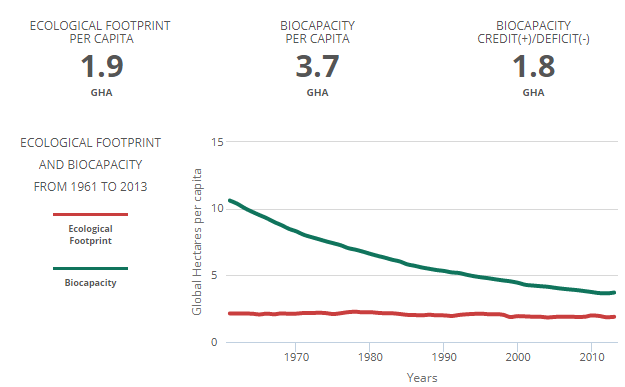 ECOLOGICAL FOOTPRINT
PER CAPITA
1.9
GHA
BIOCAPACITY
PER CAPITA
3.7
GHA
BIOCAPACITY
CREDIT(+)/DEFICIT(-)
1.8
GHA
ECOLOGICAL FOOTPRINT
AND BIOCAPACITY
FROM 1961 TO 2013
Ecological
Footprint
Biocapacity
Global Hectares per capita
15
10
5
0
1970
1980
1990
2000
2010
Years